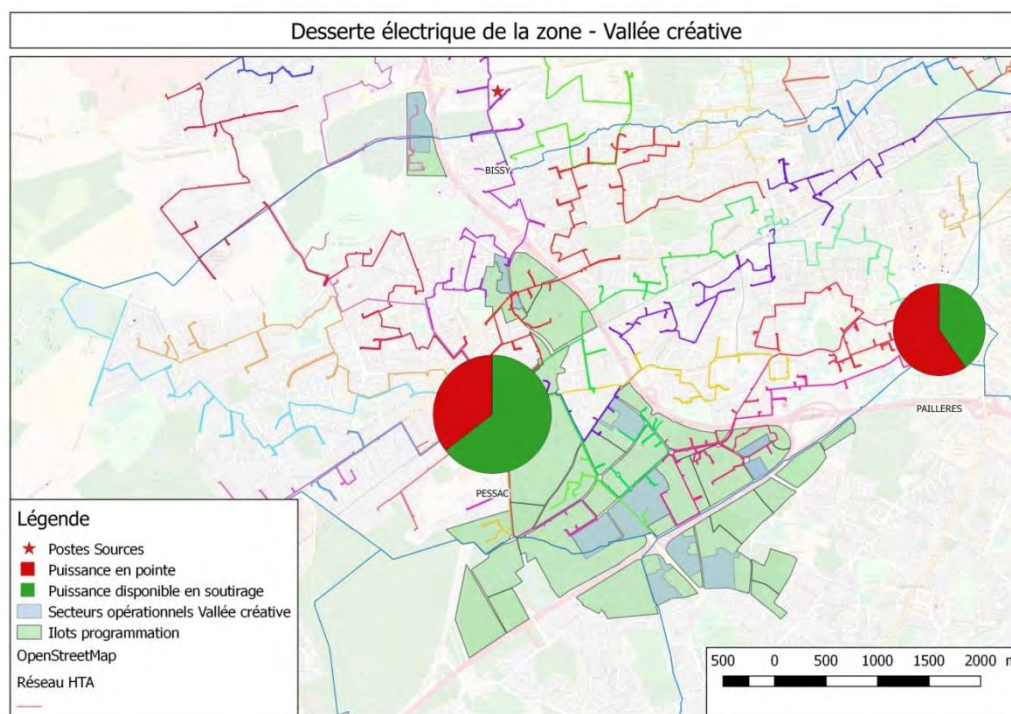 Desserte électrique de la zone - Vallée créative
BISSY
PAILLERES
PESSAC
Légende
Postes Sources
Puissance en pointe
Puissance disponible en soutirage
Secteurs opérationnels Vallée créative
Ilots programmation
OpenStreetMap
Réseau HTA
500 0 500 1000 1500 2000 m